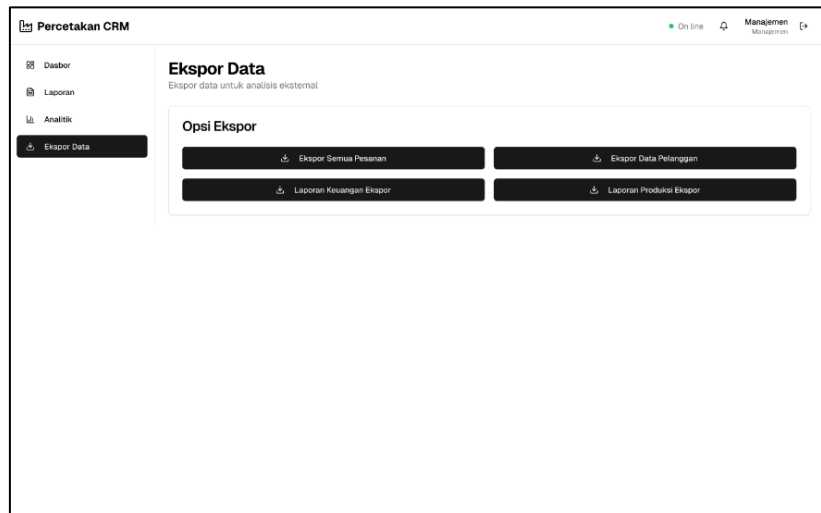 Percetakan CRM
On line
Manajemen
Manajemen
Dasbor
Laporan
Analitik
Ekspor Data
Ekspor Data
Ekspor data untuk analisis eksternal
Opsi Ekspor
Ekspor Semua Pesanan
Ekspor Data Pelanggan
Laporan Keuangan Ekspor
Laporan Produksi Ekspor